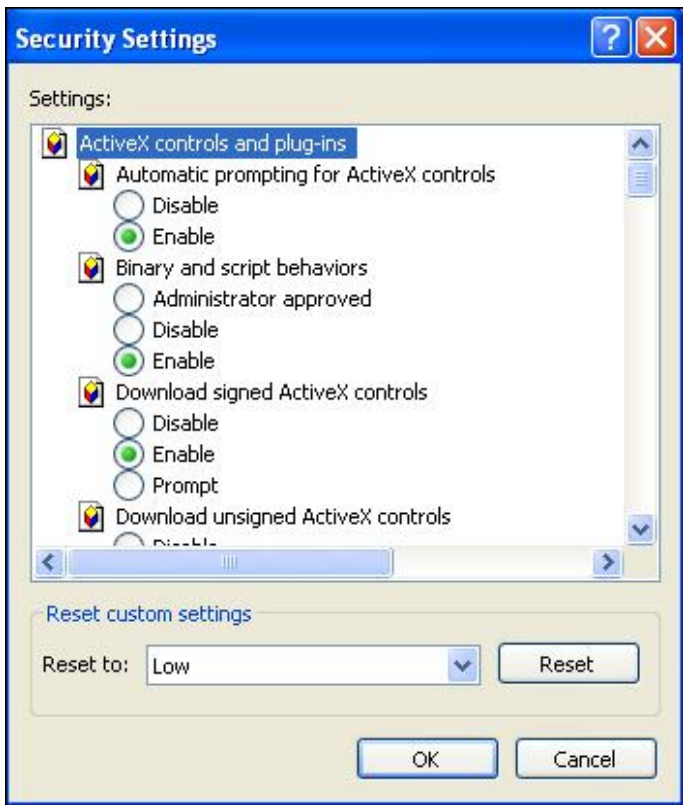 Security Settings
Settings:
ActiveX controls and plug-ins
Automatic prompting for ActiveX controls
Disable
Enable
Binary and script behaviors
Administrator approved
Disable
Enable
Download signed ActiveX controls
Disable
Enable
Prompt
Download unsigned ActiveX controls
Disable
Reset custom settings
Reset to: Low Reset
OK Cancel